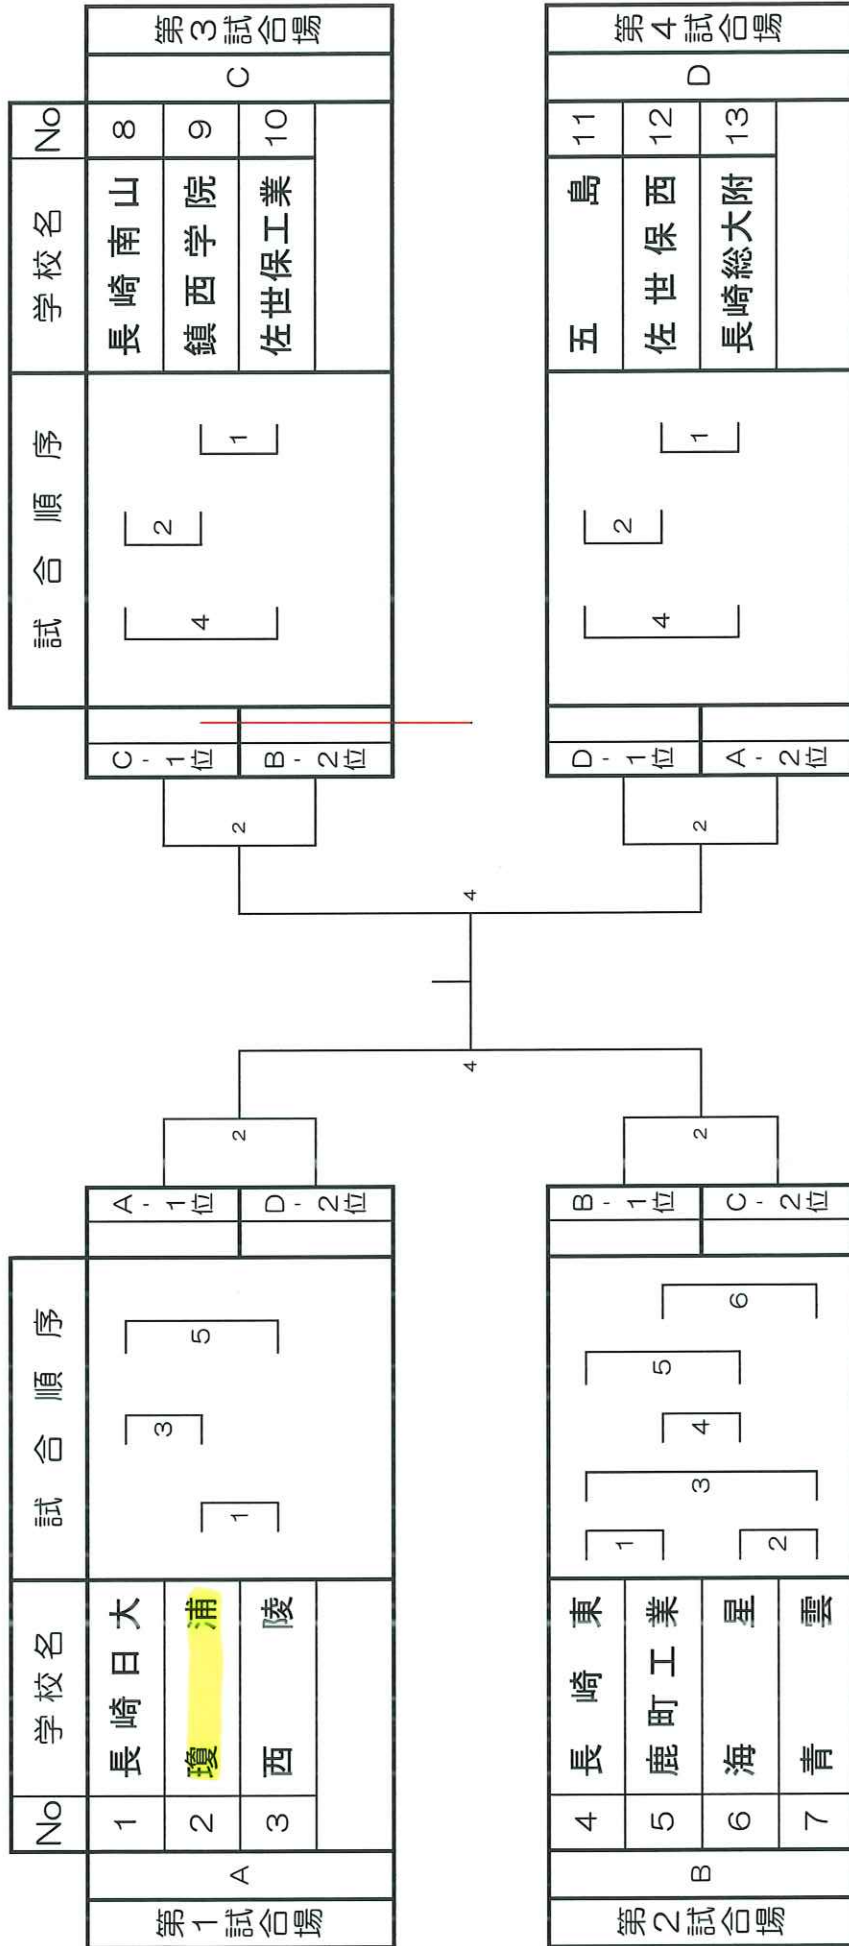 No 学校名 試合順序
第1試合場 A
1 長崎日大
2 瓊浦
3 西陵
1 3 5
A-1位
D-2位
第2試合場 B
4 長崎東
5 鹿町工業
6 海星
7 青雲
1 2 3 4 5 6
B-1位
C-2位
2
2
4
4
2
2
試合順序 学校名 No
C-1位
B-2位
4 2 1
長崎南山 8
鎮西学院 9
佐世保工業 10
C 第3試合場
D-1位
A-2位
4 2 1
五島 11
佐世保西 12
長崎総大附 13
D 第4試合場